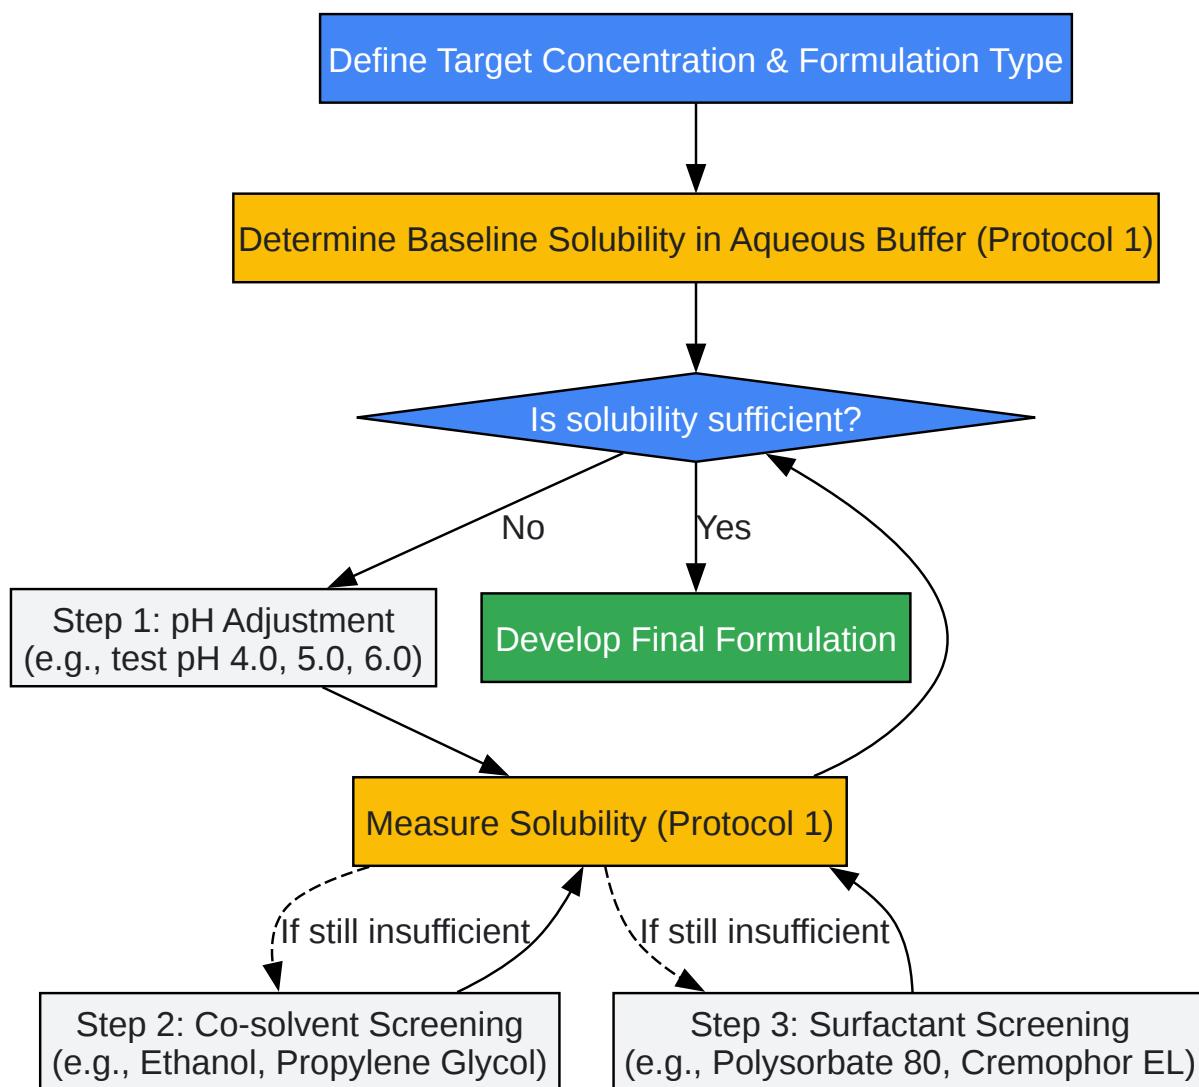 Define Target Concentration & Formulation Type
Determine Baseline Solubility in Aqueous Buffer (Protocol 1)
Is solubility sufficient?
No
Yes
Step 1: pH Adjustment
(e.g., test pH 4.0, 5.0, 6.0)
Develop Final Formulation
Measure Solubility (Protocol 1)
If still insufficient
If still insufficient
Step 2: Co-solvent Screening
(e.g., Ethanol, Propylene Glycol)
Step 3: Surfactant Screening
(e.g., Polysorbate 80, Cremophor EL)